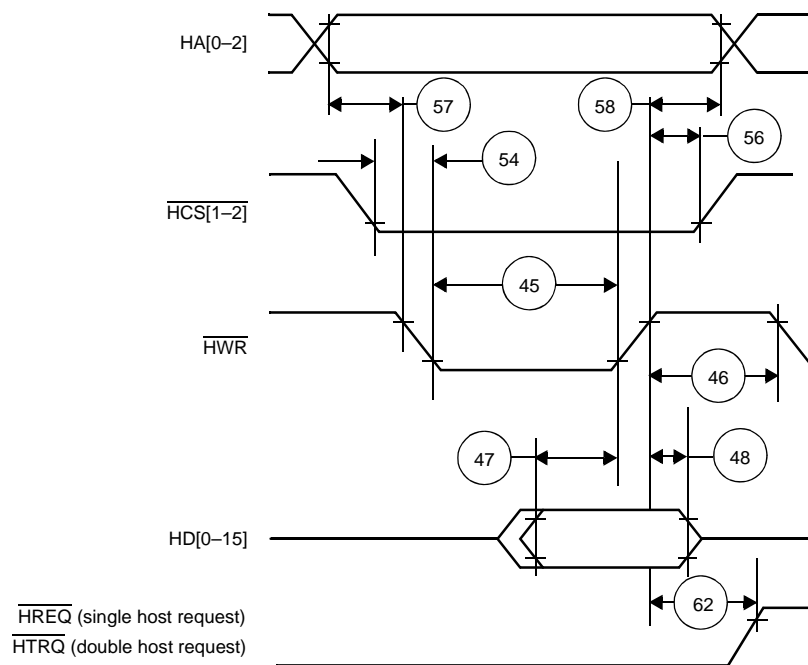 HA[0–2]
57
58
56
54
HCS[1–2]
45
HWR
46
47
48
HD[0–15]
62
HREQ (single host request)
HTRQ (double host request)